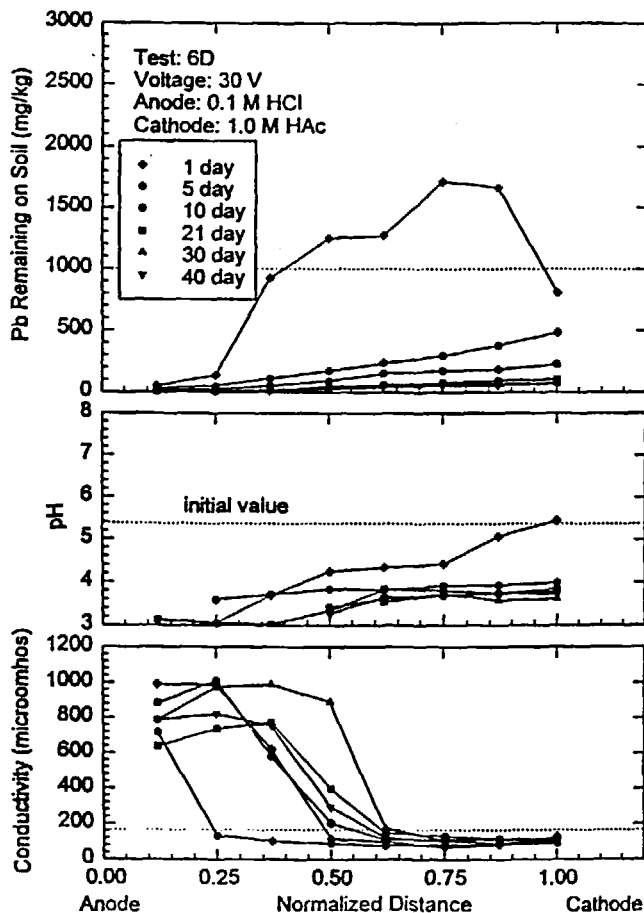 Pb Remaining on Soil (mg/kg)
3000
2500
2000
1500
1000
500
0
Test: 6D
Voltage: 30 V
Anode: 0.1 M HCl
Cathode: 1.0 M HAc
1 day
5 day
10 day
21 day
30 day
40 day
pH
8
7
6
5
4
3
initial value
Conductivity (microomhos)
1200
1000
800
600
400
200
0
0.00 0.25 0.50 0.75 1.00
Anode Normalized Distance Cathode